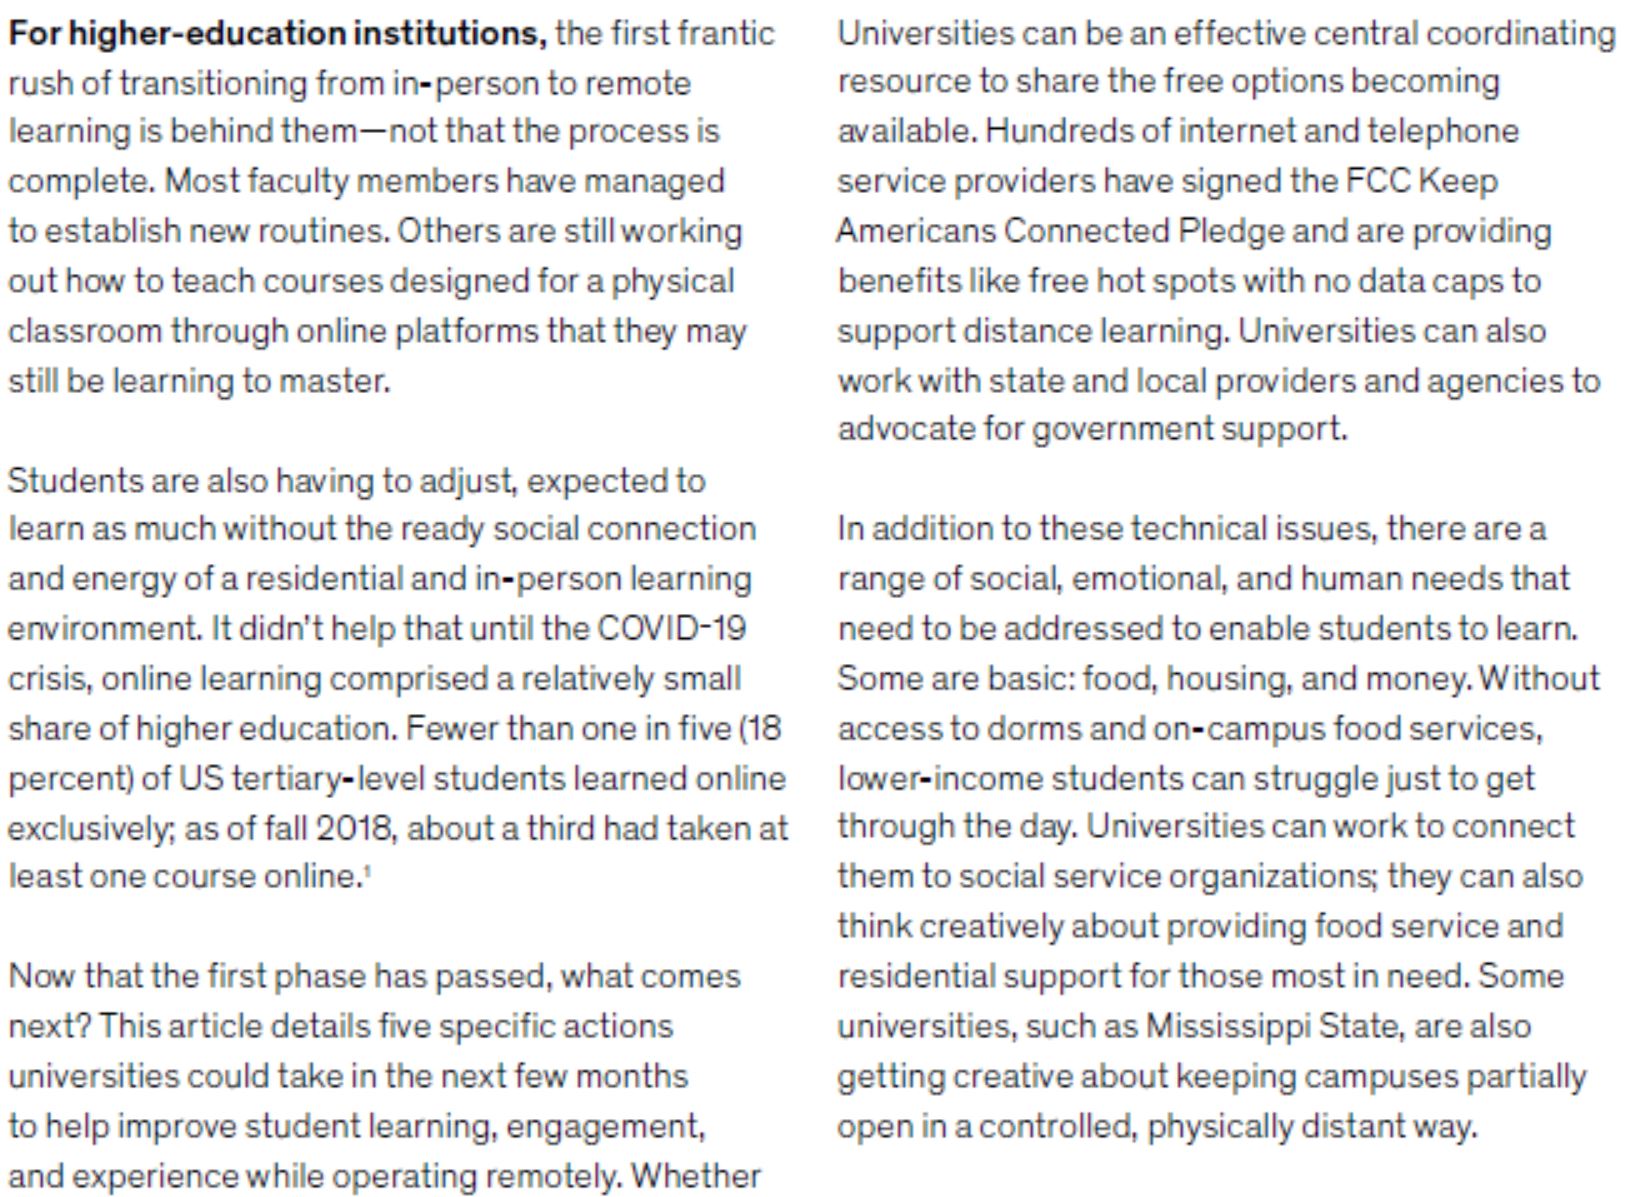 For higher-education institutions, the first frantic
rush of transitioning from in-person to remote
learning is behind them—not that the process is
complete. Most faculty members have managed
to establish new routines. Others are still working
out how to teach courses designed for a physical
classroom through online platforms that they may
still be learning to master.
Students are also having to adjust, expected to
learn as much without the ready social connection
and energy of a residential and in-person learning
environment. It didn't help that until the COVID-19
crisis, online learning comprised a relatively small
share of higher education. Fewer than one in five (18
percent) of US tertiary-level students learned online
exclusively; as of fall 2018, about a third had taken at
least one course online.¹
Now that the first phase has passed, what comes
next? This article details five specific actions
universities could take in the next few months
to help improve student learning, engagement,
and experience while operating remotely. Whether
Universities can be an effective central coordinating
resource to share the free options becoming
available. Hundreds of internet and telephone
service providers have signed the FCC Keep
Americans Connected Pledge and are providing
benefits like free hot spots with no data caps to
support distance learning. Universities can also
work with state and local providers and agencies to
advocate for government support.
In addition to these technical issues, there are a
range of social, emotional, and human needs that
need to be addressed to enable students to learn.
Some are basic: food, housing, and money. Without
access to dorms and on-campus food services,
lower-income students can struggle just to get
through the day. Universities can work to connect
them to social service organizations; they can also
think creatively about providing food service and
residential support for those most in need. Some
universities, such as Mississippi State, are also
getting creative about keeping campuses partially
open in a controlled, physically distant way.